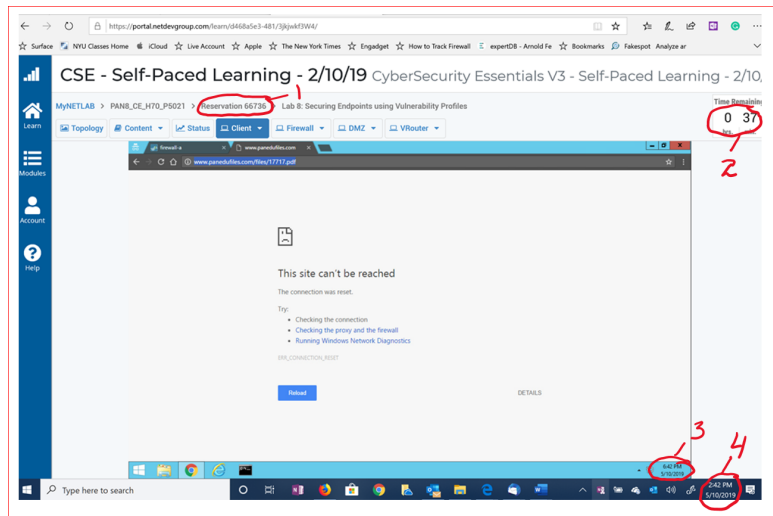 https://portal.netdevgroup.com/learn/d468a5e3-481/3jkjwkf3W4/
Surface NYU Classes Home iCloud Live Account Apple The New York Times Engadget How to Track Firewall expertDB - Arnold Fe Bookmarks Fakespot Analyze ar
CSE - Self-Paced Learning - 2/10/19 CyberSecurity Essentials V3 - Self-Paced Learning - 2/10/
1
MyNETLAB > PAN8_CE_H70_P5021 > Reservation 66736 > Lab 8: Securing Endpoints using Vulnerability Profiles
Time Remaining
0 37
hrs.
2
Learn
Topology Content Status Client Firewall DMZ VRouter
firewall-a www.panedufiles.com
www.panedufiles.com/files/17717.pdf
Modules
Account
Help
This site can't be reached
The connection was reset.
Try:
• Checking the connection
• Checking the proxy and the firewall
• Running Windows Network Diagnostics
ERR_CONNECTION_RESET
Reload DETAILS
3
4
6:42 PM
5/10/2019
Type here to search
2:42 PM
5/10/2019